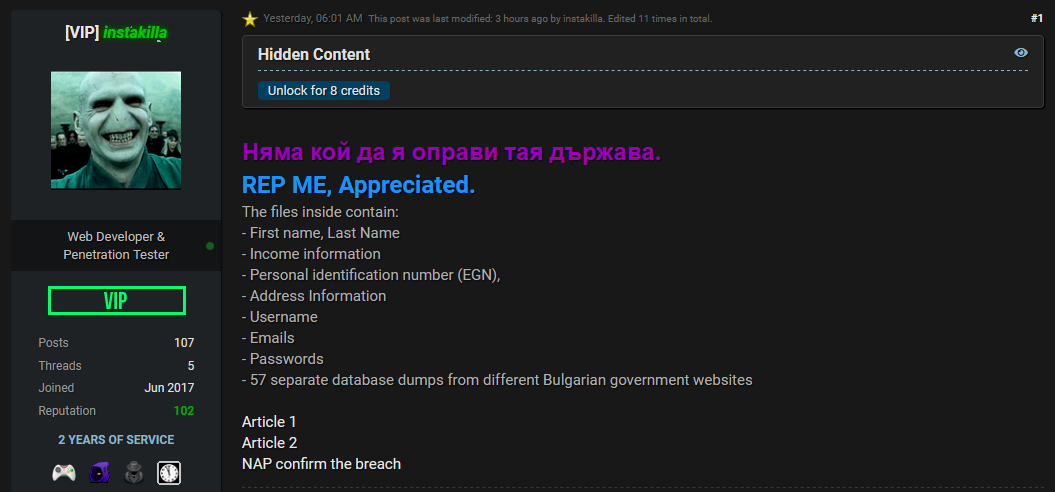 [VIP] instakilla
Web Developer &
Penetration Tester
VIP
Posts 107
Threads 5
Joined Jun 2017
Reputation 102
2 YEARS OF SERVICE
Yesterday, 06:01 AM This post was last modified: 3 hours ago by instakilla. Edited 11 times in total. #1
Hidden Content
Unlock for 8 credits
Няма кой да я оправи тая държава.
REP ME, Appreciated.
The files inside contain:
- First name, Last Name
- Income information
- Personal identification number (EGN),
- Address Information
- Username
- Emails
- Passwords
- 57 separate database dumps from different Bulgarian government websites
Article 1
Article 2
NAP confirm the breach